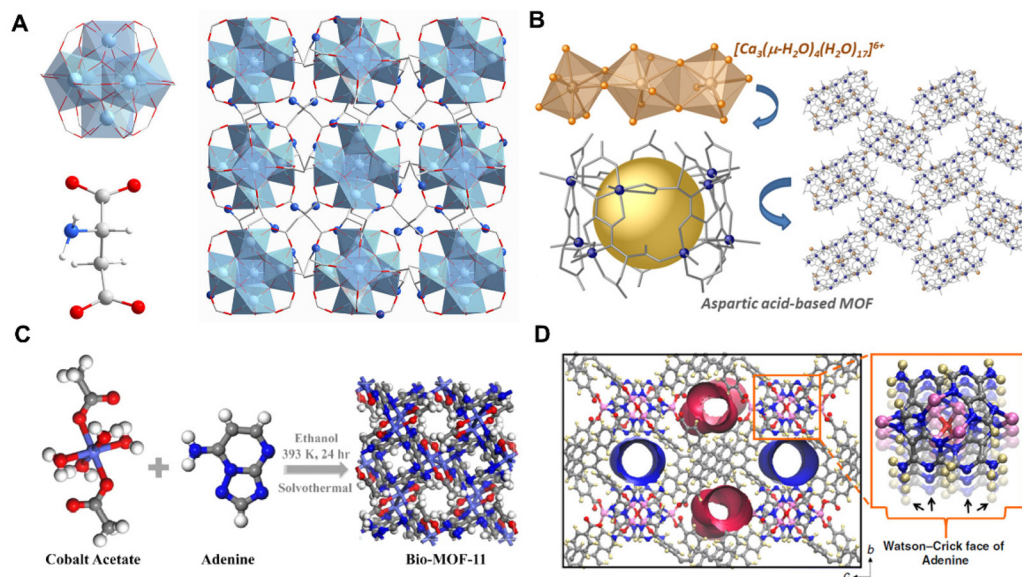 A
B
[Ca3(μ-H2O)4(H2O)17]6+
Aspartic acid-based MOF
C
Ethanol
393 K, 24 hr
Solvothermal
Cobalt Acetate
Adenine
Bio-MOF-11
D
b
c
Watson–Crick face of
Adenine